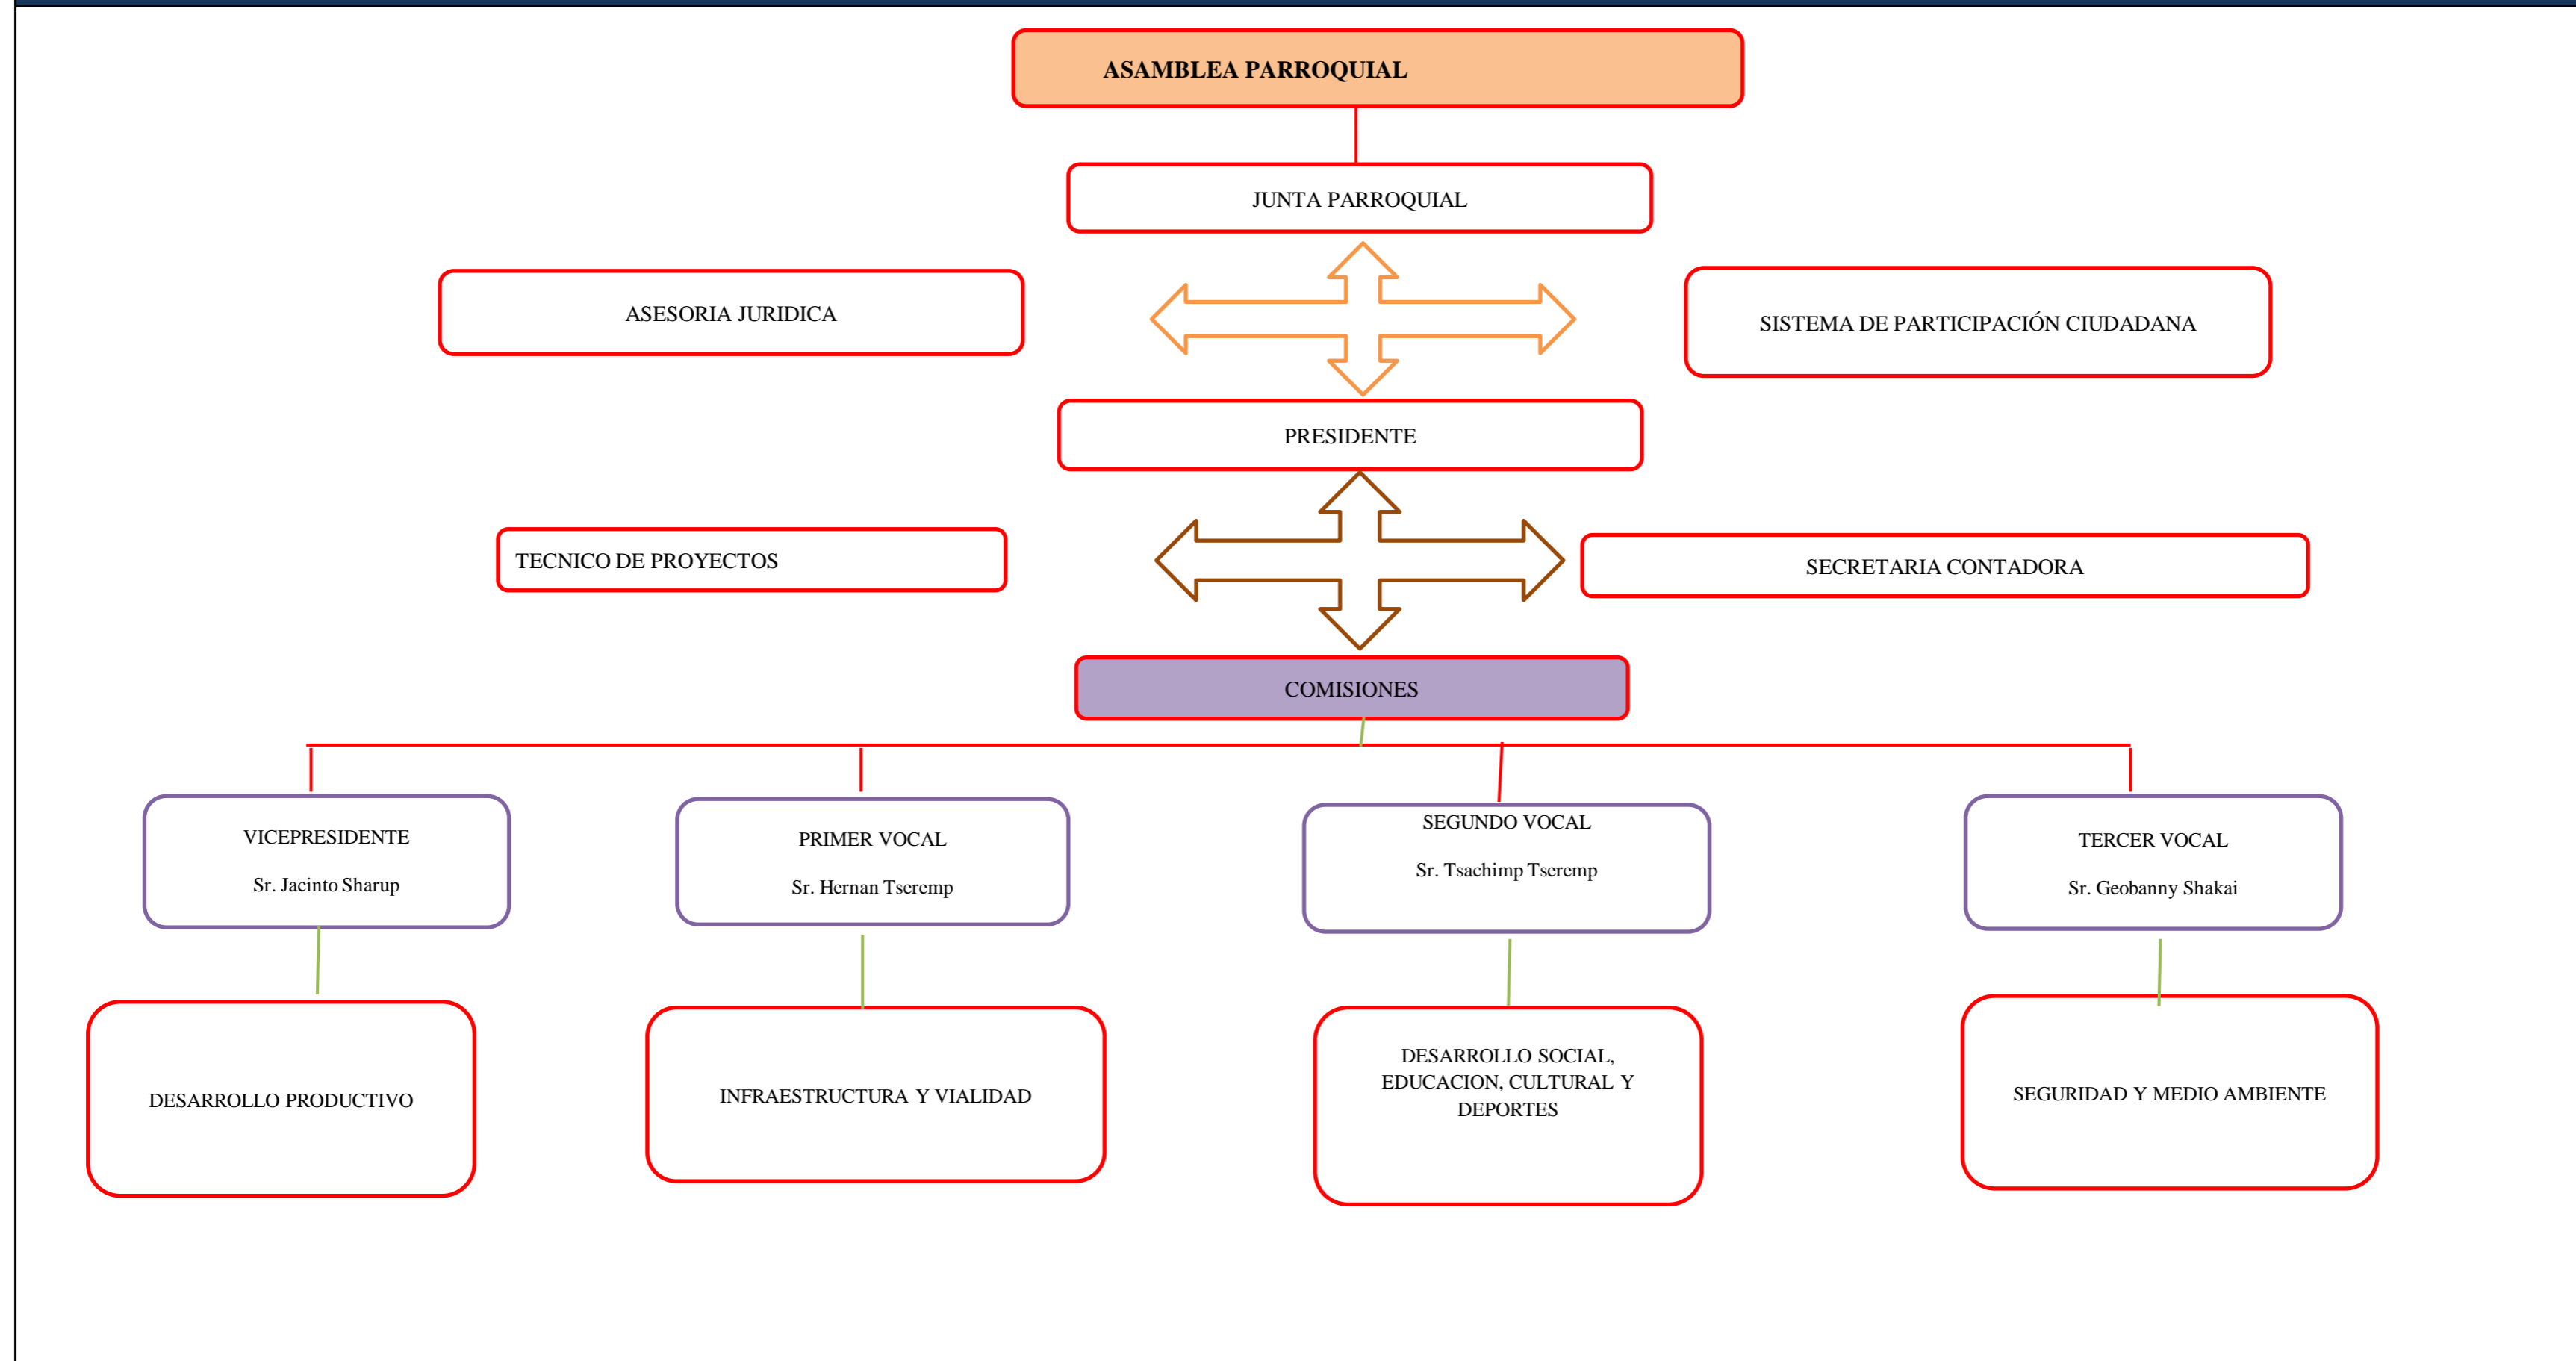 ASAMBLEA PARROQUIAL
JUNTA PARROQUIAL
ASESORIA JURIDICA
SISTEMA DE PARTICIPACIÓN CIUDADANA
PRESIDENTE
TECNICO DE PROYECTOS
SECRETARIA CONTADORA
COMISIONES
VICEPRESIDENTE
Sr. Jacinto Sharup
PRIMER VOCAL
Sr. Hernan Tseremp
SEGUNDO VOCAL
Sr. Tsachimp Tseremp
TERCER VOCAL
Sr. Geobanny Shakai
DESARROLLO PRODUCTIVO
INFRAESTRUCTURA Y VIALIDAD
DESARROLLO SOCIAL,
EDUCACION, CULTURAL Y
DEPORTES
SEGURIDAD Y MEDIO AMBIENTE